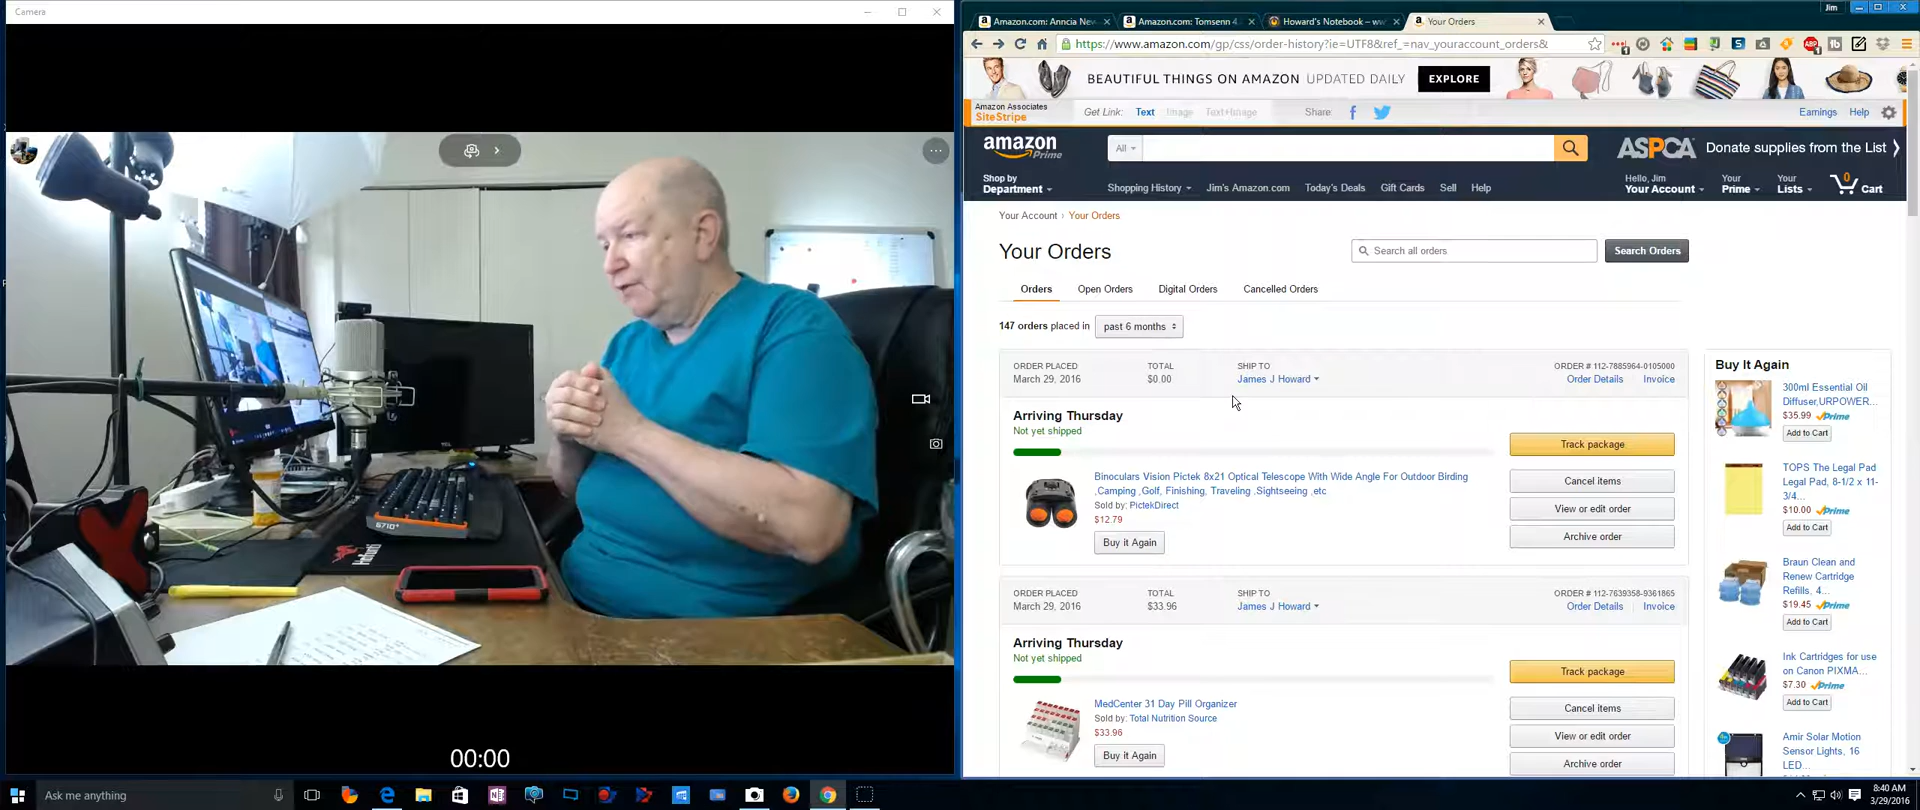 Camera
Amazon.com: Anncia Nev
Amazon.com: Tomsenn 4
Howard's Notebook – ww
Your Orders
Jim
https://www.amazon.com/gp/css/order-history?ie=UTF8&ref_=nav_youraccount_orders&
BEAUTIFUL THINGS ON AMAZON UPDATED DAILY EXPLORE
Amazon Associates
SiteStripe
Get Link: Text Image Text+Image Share: Earnings Help
amazon
Prime
All
ASPCA Donate supplies from the List
Shop by
Department
Shopping History Jim's Amazon.com Today's Deals Gift Cards Sell Help
Hello, Jim
Your Account
Your
Prime
Your
Lists
0
Cart
Your Account › Your Orders
Your Orders
Search all orders
Search Orders
Orders Open Orders Digital Orders Cancelled Orders
147 orders placed in past 6 months
ORDER PLACED TOTAL SHIP TO ORDER # 112-7885964-0105000
March 29, 2016 $0.00 James J Howard Order Details Invoice
Arriving Thursday
Not yet shipped
Track package
Binoculars Vision Pictek 8x21 Optical Telescope With Wide Angle For Outdoor Birding
,Camping ,Golf, Finishing, Traveling ,Sightseeing ,etc
Sold by: PictekDirect
$12.79
Buy it Again
Cancel items
View or edit order
Archive order
ORDER PLACED TOTAL SHIP TO ORDER # 112-7639358-9361865
March 29, 2016 $33.96 James J Howard Order Details Invoice
Arriving Thursday
Not yet shipped
Track package
MedCenter 31 Day Pill Organizer
Sold by: Total Nutrition Source
$33.96
Buy it Again
Cancel items
View or edit order
Archive order
Buy It Again
300ml Essential Oil
Diffuser,URPOWER...
$35.99 Prime
Add to Cart
TOPS The Legal Pad
Legal Pad, 8-1/2 x 11-
3/4...
$10.00 Prime
Add to Cart
Braun Clean and
Renew Cartridge
Refills, 4...
$19.45 Prime
Add to Cart
Ink Cartridges for use
on Canon PIXMA...
$7.30 Prime
Add to Cart
Amir Solar Motion
Sensor Lights, 16
LED...
G710+
00:00
Ask me anything
8:40 AM
3/29/2016